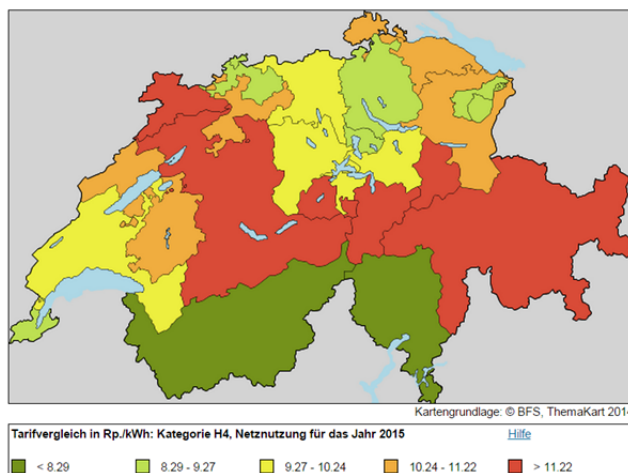 Kartengrundlage: © BFS, ThemaKart 2014
Tarifvergleich in Rp./kWh: Kategorie H4, Netznutzung für das Jahr 2015 Hilfe
< 8.29 8.29 - 9.27 9.27 - 10.24 10.24 - 11.22 > 11.22